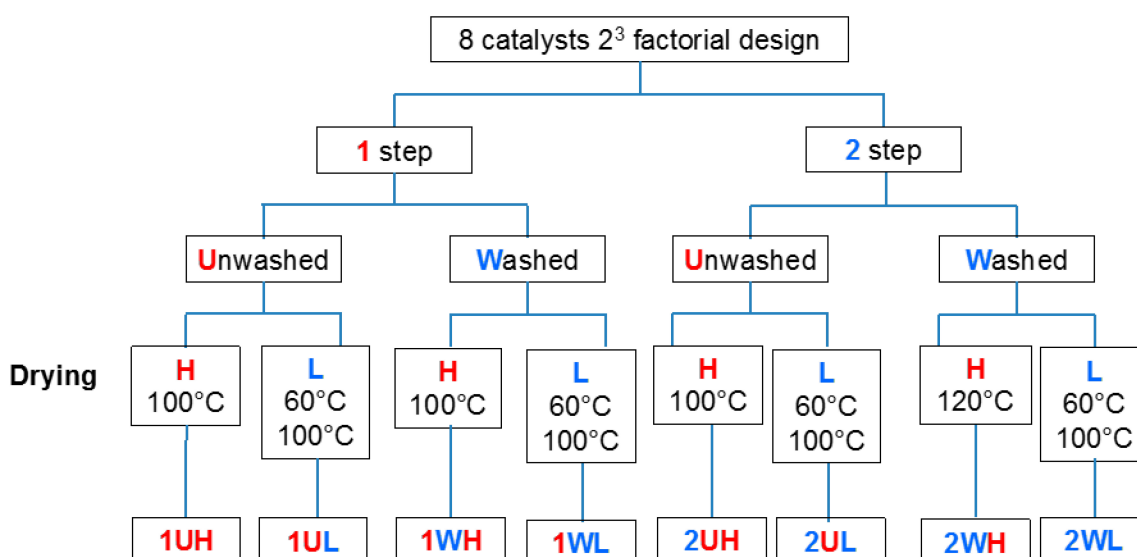 8 catalysts 2³ factorial design
1 step
2 step
Unwashed
Washed
Unwashed
Washed
Drying
H
100°C
L
60°C
100°C
H
100°C
L
60°C
100°C
H
100°C
L
60°C
100°C
H
120°C
L
60°C
100°C
1UH
1UL
1WH
1WL
2UH
2UL
2WH
2WL